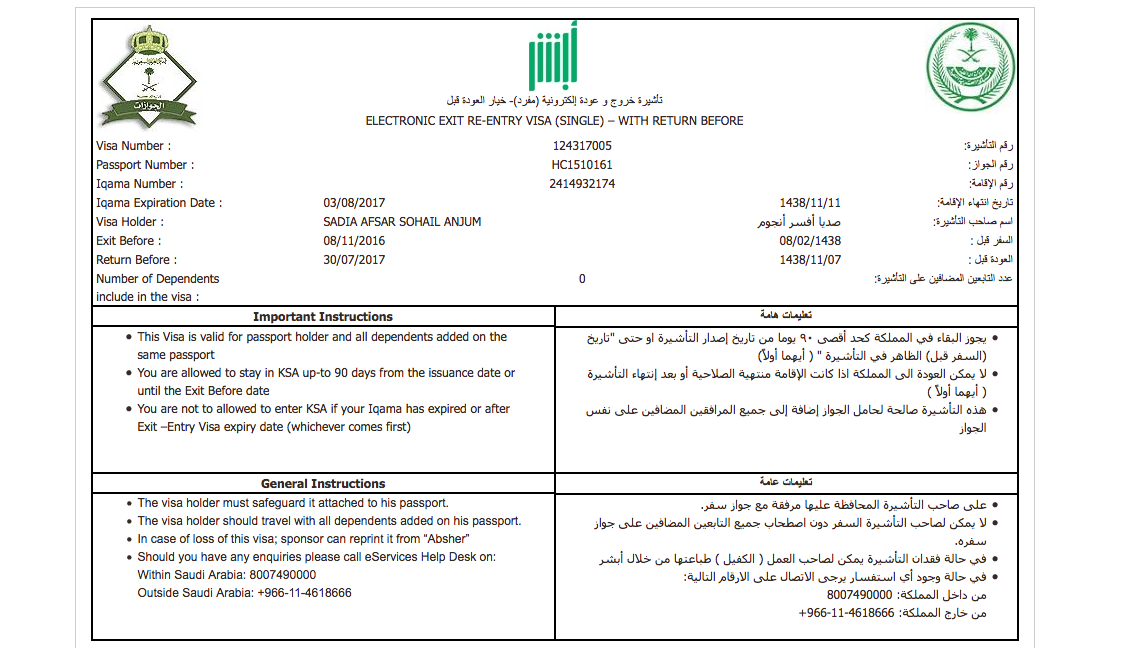 أبشر
الجوازات
تأشيرة خروج و عودة إلكترونية (مفرد)- خيار العودة قبل
ELECTRONIC EXIT RE-ENTRY VISA (SINGLE) – WITH RETURN BEFORE
Visa Number : 124317005 رقم التأشيرة:
Passport Number : HC1510161 رقم الجواز:
Iqama Number : 2414932174 رقم الإقامة:
Iqama Expiration Date : 03/08/2017 1438/11/11 تاريخ انتهاء الإقامة:
Visa Holder : SADIA AFSAR SOHAIL ANJUM صديا أفسر أنجوم اسم صاحب التأشيرة:
Exit Before : 08/11/2016 08/02/1438 السفر قبل :
Return Before : 30/07/2017 1438/11/07 العودة قبل :
Number of Dependents 0 عدد التابعين المضافين على التأشيرة:
include in the visa :
Important Instructions
• This Visa is valid for passport holder and all dependents added on the
same passport
• You are allowed to stay in KSA up-to 90 days from the issuance date or
until the Exit Before date
• You are not to allowed to enter KSA if your Iqama has expired or after
Exit –Entry Visa expiry date (whichever comes first)
تعليمات هامة
• يجوز البقاء في المملكة كحد أقصى ٩٠ يوما من تاريخ إصدار التأشيرة او حتى "تاريخ
(السفر قبل) الظاهر في التأشيرة " ( أيهما أولاً)
• لا يمكن العودة الى المملكة اذا كانت الإقامة منتهية الصلاحية أو بعد إنتهاء التأشيرة
( أيهما أولاً )
• هذه التأشيرة صالحة لحامل الجواز إضافة إلى جميع المرافقين المضافين على نفس
الجواز
General Instructions
• The visa holder must safeguard it attached to his passport.
• The visa holder should travel with all dependents added on his passport.
• In case of loss of this visa; sponsor can reprint it from “Absher”
• Should you have any enquiries please call eServices Help Desk on:
Within Saudi Arabia: 8007490000
Outside Saudi Arabia: +966-11-4618666
تعليمات عامة
• على صاحب التأشيرة المحافظة عليها مرفقة مع جواز سفر.
• لا يمكن لصاحب التأشيرة السفر دون اصطحاب جميع التابعين المضافين على جواز
سفره.
• في حالة فقدان التأشيرة يمكن لصاحب العمل ( الكفيل ) طباعتها من خلال أبشر
• في حالة وجود أي استفسار يرجى الاتصال على الارقام التالية:
من داخل المملكة: 8007490000
من خارج المملكة: 966-11-4618666+